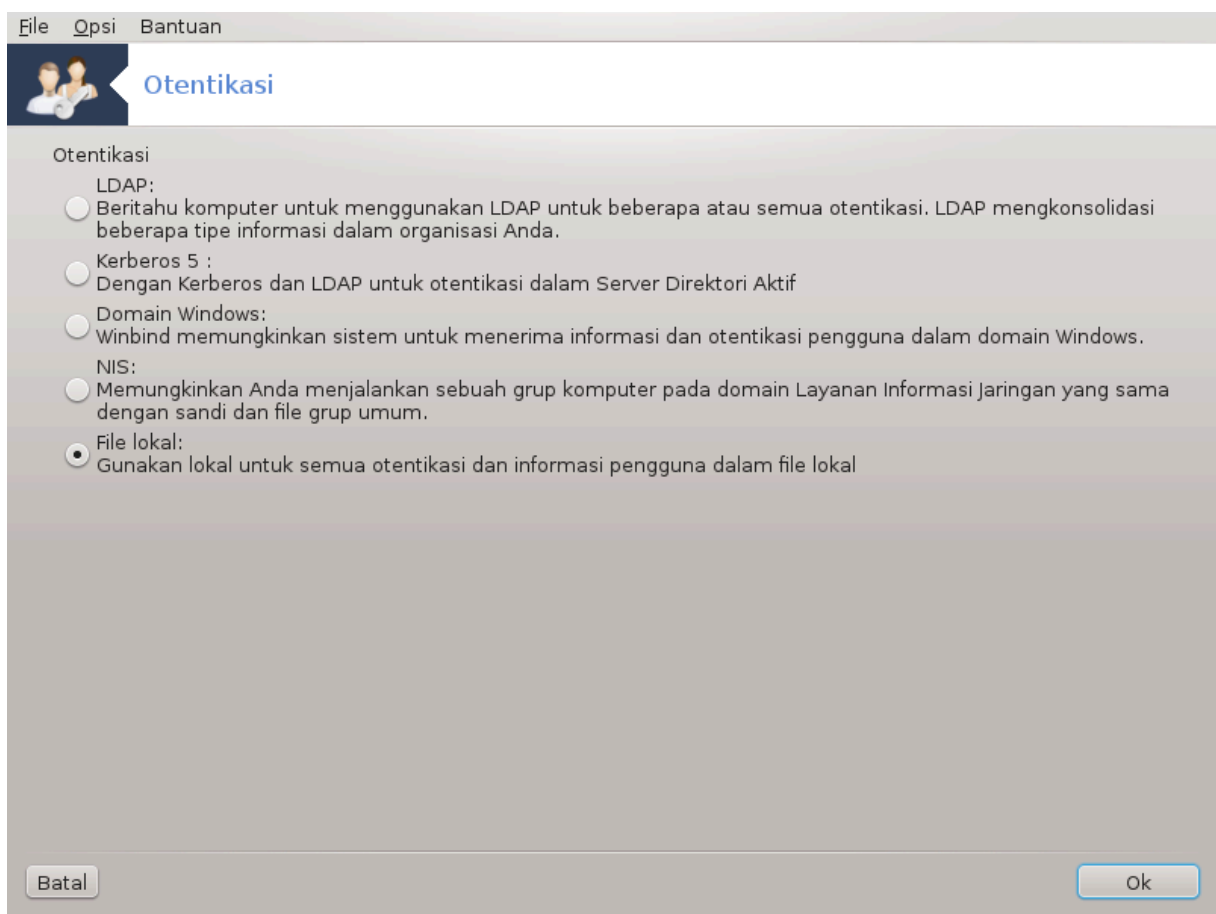 File Opsi Bantuan
Otentikasi
Otentikasi
LDAP:
Beritahu komputer untuk menggunakan LDAP untuk beberapa atau semua otentikasi. LDAP mengkonsolidasi
beberapa tipe informasi dalam organisasi Anda.
Kerberos 5 :
Dengan Kerberos dan LDAP untuk otentikasi dalam Server Direktori Aktif
Domain Windows:
Winbind memungkinkan sistem untuk menerima informasi dan otentikasi pengguna dalam domain Windows.
NIS:
Memungkinkan Anda menjalankan sebuah grup komputer pada domain Layanan Informasi Jaringan yang sama
dengan sandi dan file grup umum.
File lokal:
Gunakan lokal untuk semua otentikasi dan informasi pengguna dalam file lokal
Batal Ok